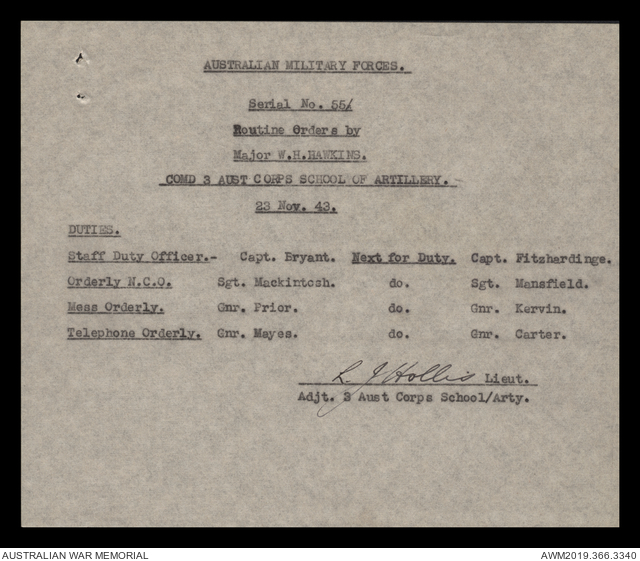 AUSTRALIAN MILITARY FORCES.
Serial No. 55/
Routine Orders by
Major W.H.HAWKINS.
COMD 3 AUST CORPS SCHOOL OF ARTILLERY.-
23 Nov. 43.
DUTIES.
Staff Duty Officer.- Capt. Bryant. Next for Duty. Capt. Fitzhardinge.
Orderly N.C.O. Sgt. Mackintosh. do. Sgt. Mansfield.
Mess Orderly. Gnr. Prior. do. Gnr. Kervin.
Telephone Orderly. Gnr. Mayes. do. Gnr. Carter.
L J Hollis Lieut.
Adjt. 3 Aust Corps School/Arty.
AUSTRALIAN WAR MEMORIAL AWM2019.366.3340